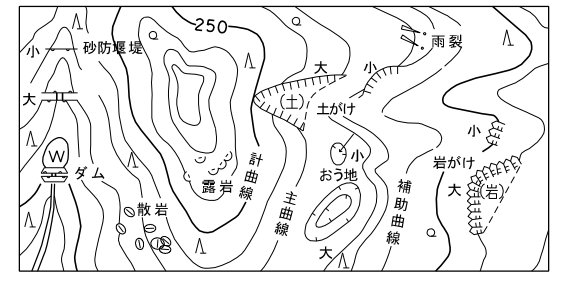 250
小
砂防堰堤
雨裂
大
小
大
(土)
土がけ
小
W
ダム
小
おう地
岩がけ
大
(岩)
露岩
計曲線
主曲線
補助曲線
散岩
大